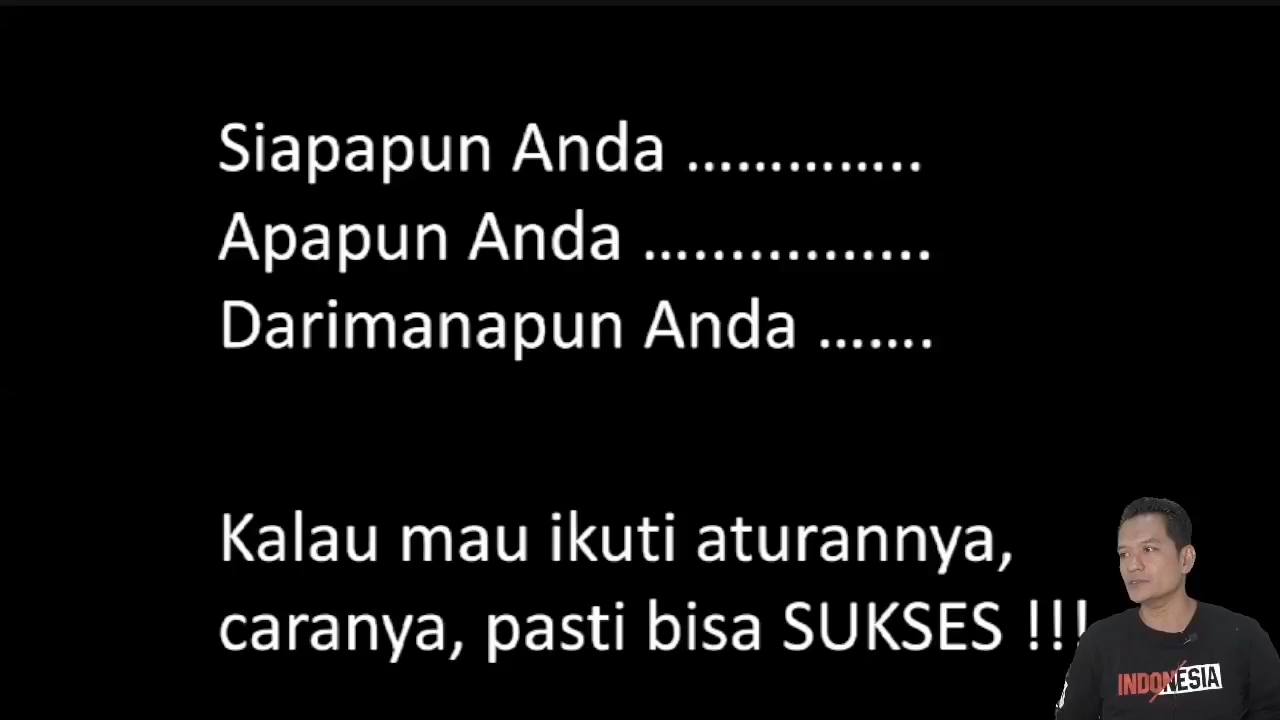 Siapapun Anda …………..
Apapun Anda ................
Darimanapun Anda .......
Kalau mau ikuti aturannya,
caranya, pasti bisa SUKSES !!!
INDONESIA